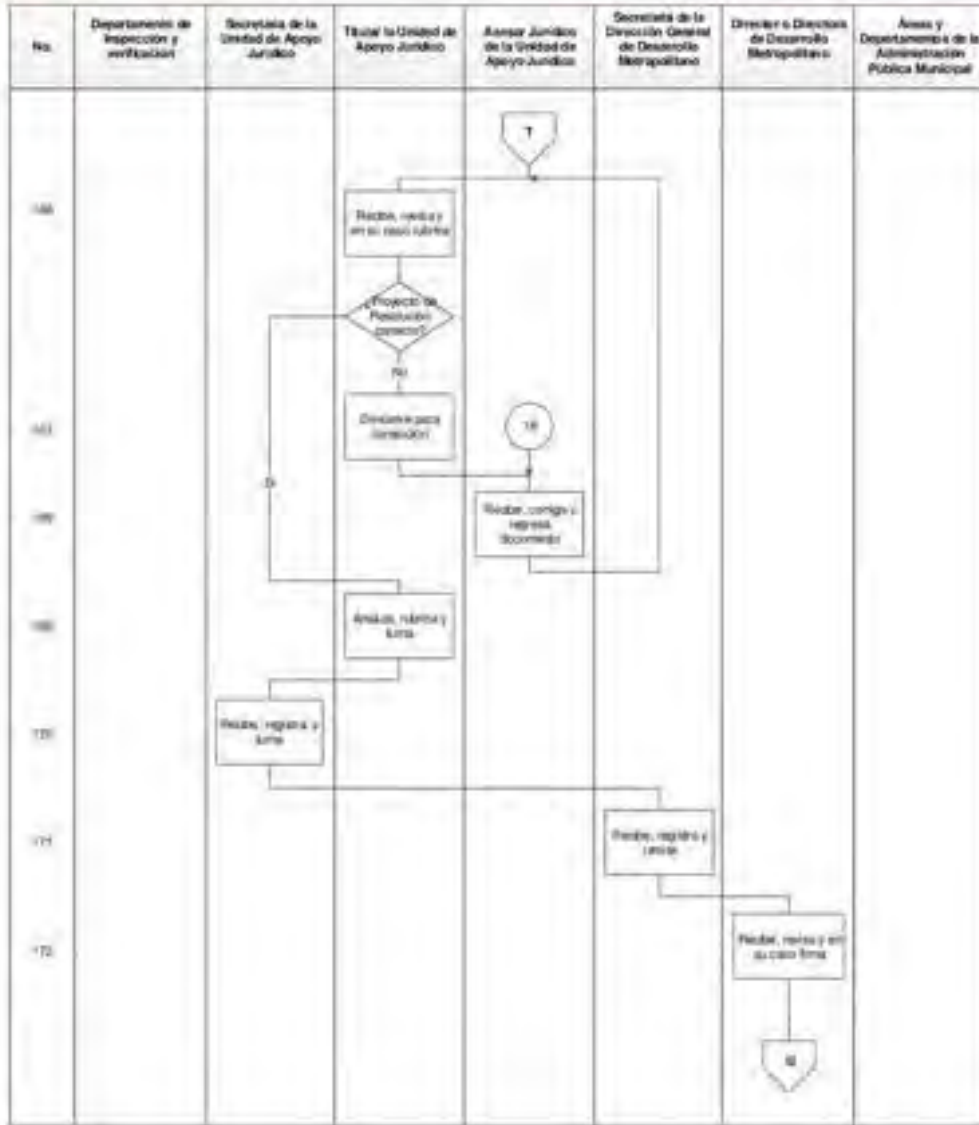 No.
Departamento de
Inspección y
verificación
Secretaria de la
Unidad de Apoyo
Jurídico
Titular la Unidad de
Apoyo Jurídico
Asesor Jurídico
de la Unidad de
Apoyo Jurídico
Secretaria de la
Dirección General
de Desarrollo
Metropolitano
Director o Directora
de Desarrollo
Metropolitano
Áreas y
Departamentos de la
Administración
Pública Municipal
T
Recibe, revisa y
en su caso rubrica
¿Proyecto de
Resolución
correcto?
No
Devuelve para
corrección
Recibe, corrige y
regresa
documento
rubrica y
turna
170
Recibe, registra y
turna
171
Recibe, registra y
172
Recibe, revisa y en
su caso firma